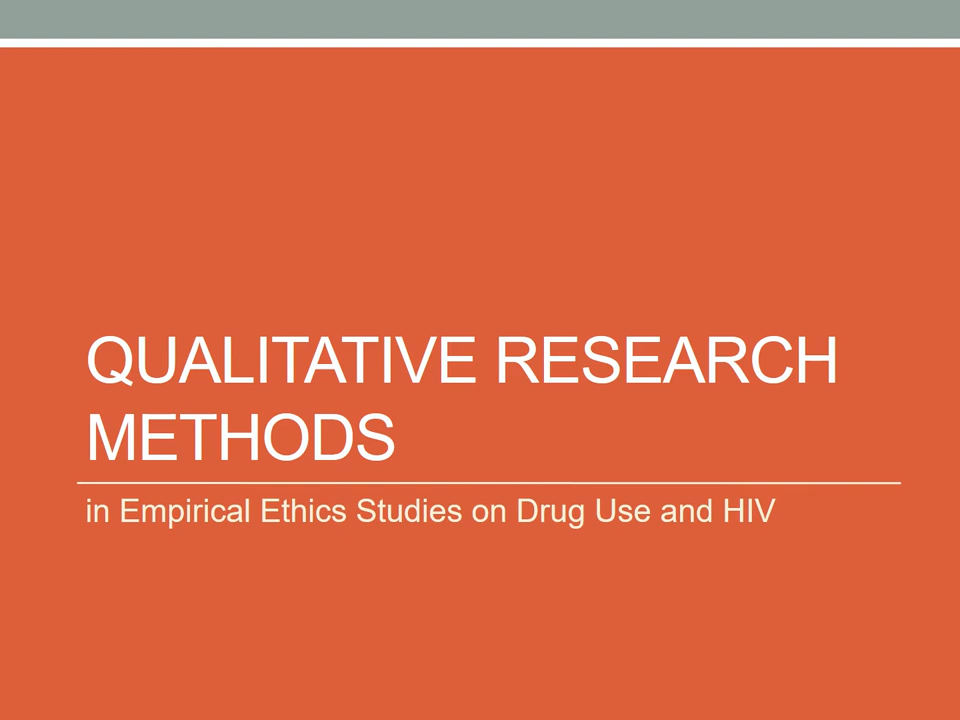 QUALITATIVE RESEARCH
METHODS
in Empirical Ethics Studies on Drug Use and HIV